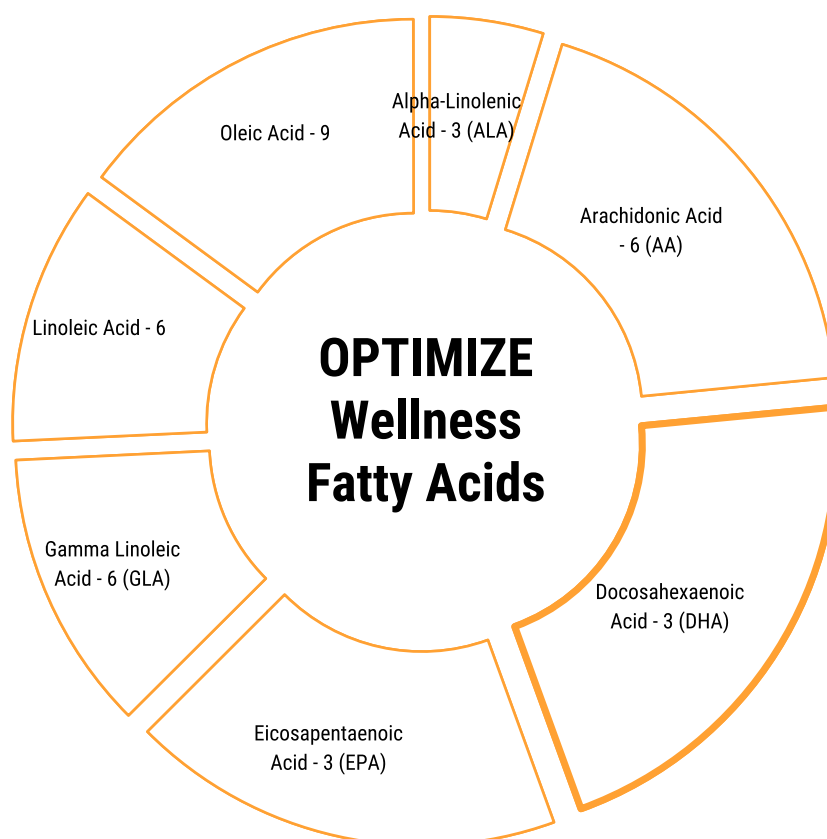 Alpha-Linolenic
Acid - 3 (ALA)
Oleic Acid - 9
Arachidonic Acid
- 6 (AA)
Linoleic Acid - 6
OPTIMIZE
Wellness
Fatty Acids
Gamma Linoleic
Acid - 6 (GLA)
Docosahexaenoic
Acid - 3 (DHA)
Eicosapentaenoic
Acid - 3 (EPA)